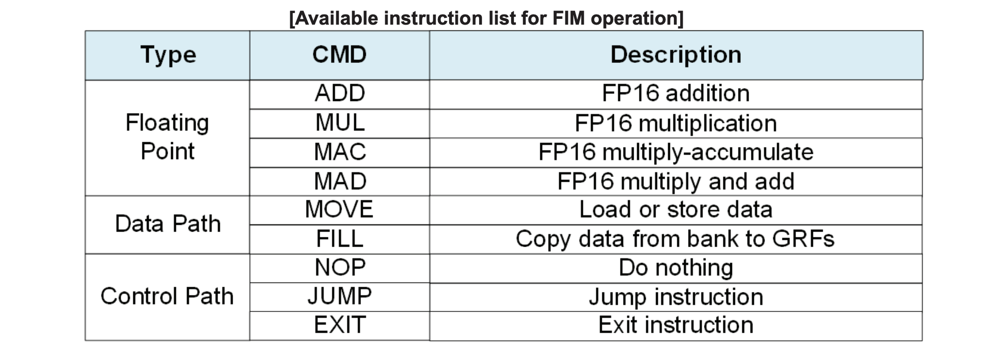 [Available instruction list for FIM operation]
Type CMD Description
Floating Point
ADD FP16 addition
MUL FP16 multiplication
MAC FP16 multiply-accumulate
MAD FP16 multiply and add
Data Path
MOVE Load or store data
FILL Copy data from bank to GRFs
Control Path
NOP Do nothing
JUMP Jump instruction
EXIT Exit instruction